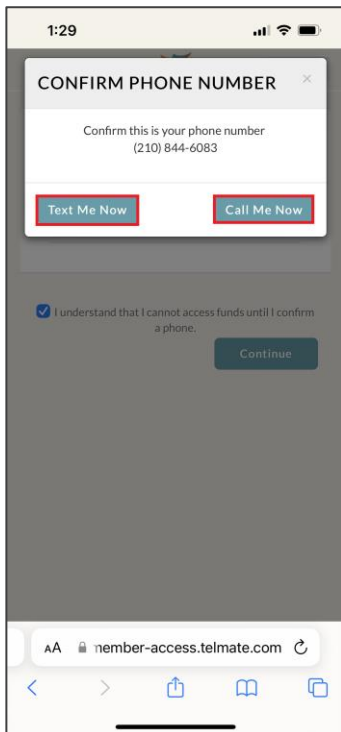 1:29
CONFIRM PHONE NUMBER ×
Confirm this is your phone number
(210) 844-6083
Text Me Now Call Me Now
I understand that I cannot access funds until I confirm
a phone.
Continue
AA member-access.telmate.com